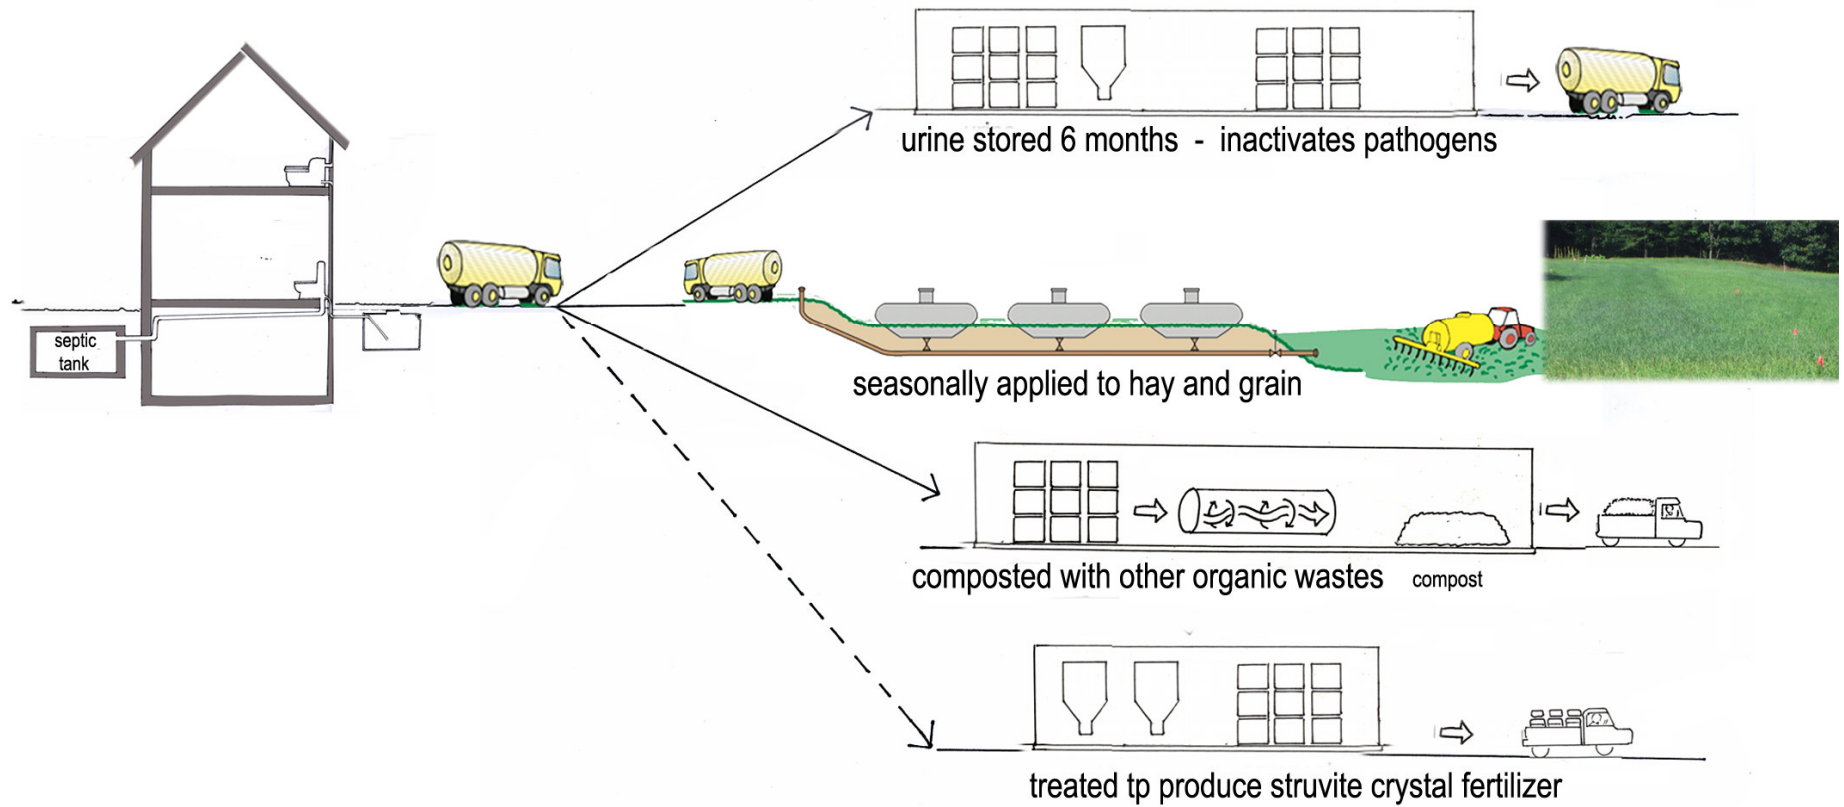 urine stored 6 months - inactivates pathogens
septic
tank
seasonally applied to hay and grain
composted with other organic wastes
compost
treated tp produce struvite crystal fertilizer